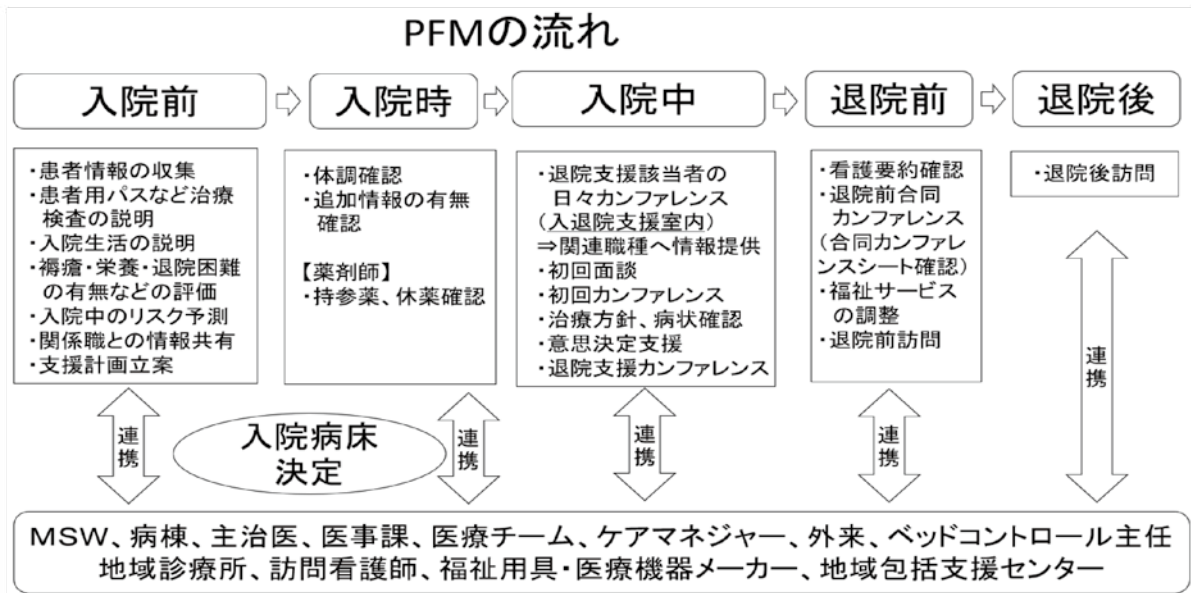 PFMの流れ
入院前
入院時
入院中
退院前
退院後
・患者情報の収集
・患者用パスなど治療
検査の説明
・入院生活の説明
・褥瘡・栄養・退院困難
の有無などの評価
・入院中のリスク予測
・関係職との情報共有
・支援計画立案
・体調確認
・追加情報の有無
確認
【薬剤師】
・持参薬、休薬確認
・退院支援該当者の
日々カンファレンス
(入退院支援室内)
⇒関連職種へ情報提供
・初回面談
・初回カンファレンス
・治療方針、病状確認
・意思決定支援
・退院支援カンファレンス
・看護要約確認
・退院前合同
カンファレンス
(合同カンファレ
ンスシート確認)
・福祉サービス
の調整
・退院前訪問
・退院後訪問
連携
入院病床
決定
連携
連携
連携
連携
MSW、病棟、主治医、医事課、医療チーム、ケアマネジャー、外来、ベッドコントロール主任
地域診療所、訪問看護師、福祉用具・医療機器メーカー、地域包括支援センター